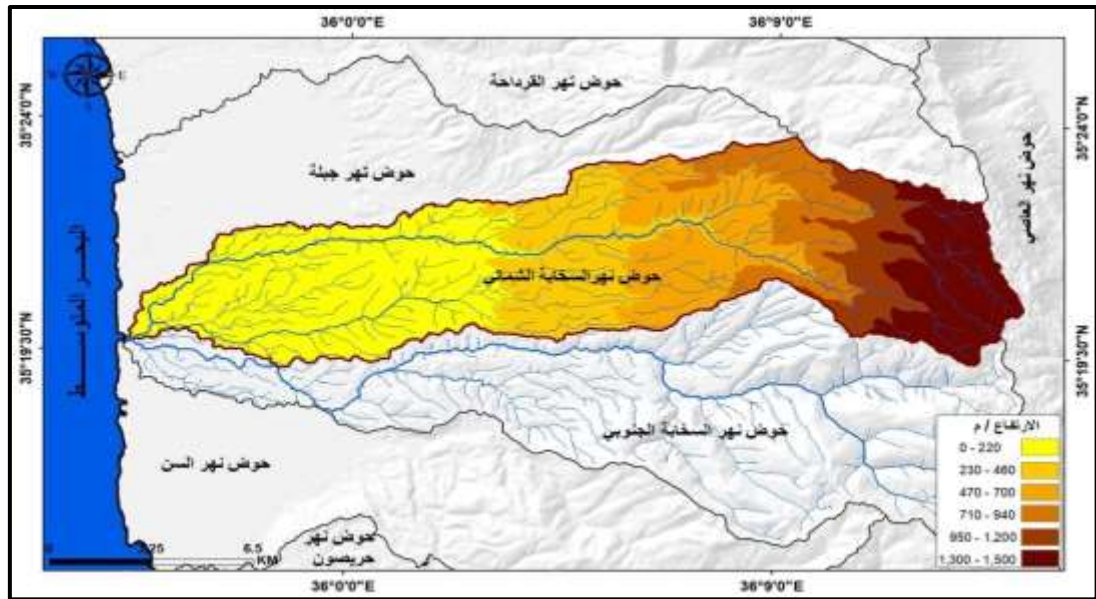 36°0'0"E
36°9'0"E
35°24'0"N
35°24'0"N
حوض نهر القرداحة
حوض نهر جبلة
حوض نهر العاصي
البحر المتوسط
حوض نهر السخابة الشمالي
35°19'30"N
35°19'30"N
حوض نهر السخابة الجنوبي
حوض نهر السن
حوض نهر
حريصون
الارتفاع / م
0 - 220
230 - 460
470 - 700
710 - 940
950 - 1,200
1,300 - 1,500
0
3.25
6.5
KM
36°0'0"E
36°9'0"E